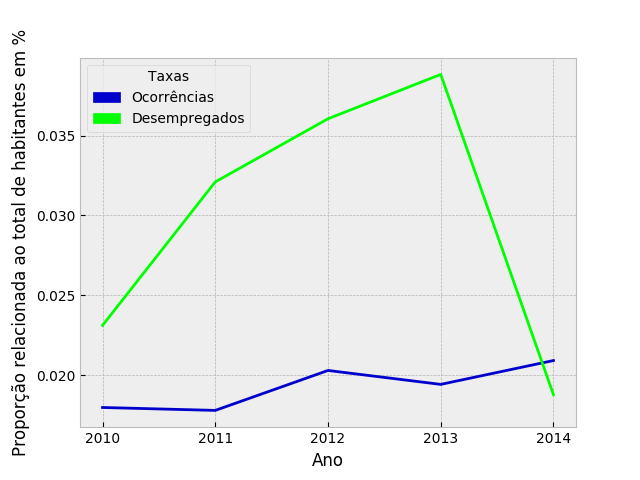 Proporção relacionada ao total de habitantes em %
Taxas
Ocorrências
Desempregados
0.035
0.030
0.025
0.020
2010 2011 2012 2013 2014
Ano